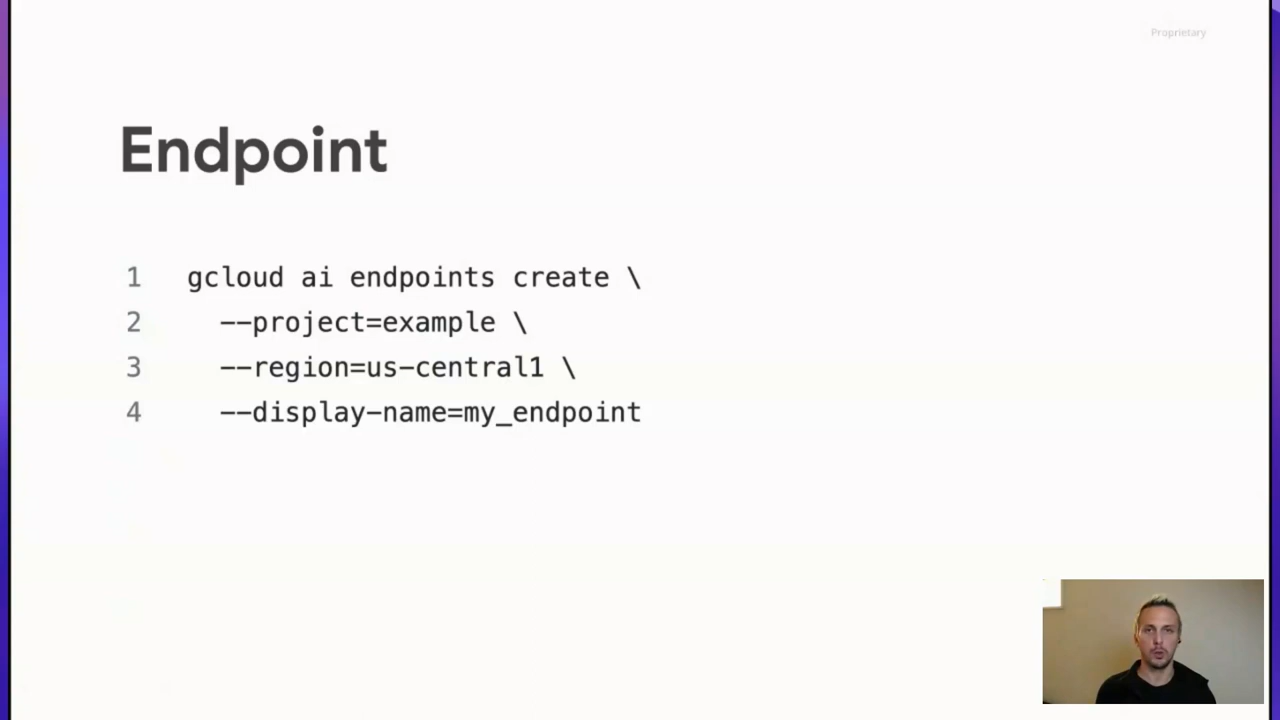 Proprietary
Endpoint
1 gcloud ai endpoints create \
2 --project=example \
3 --region=us-central1 \
4 --display-name=my_endpoint